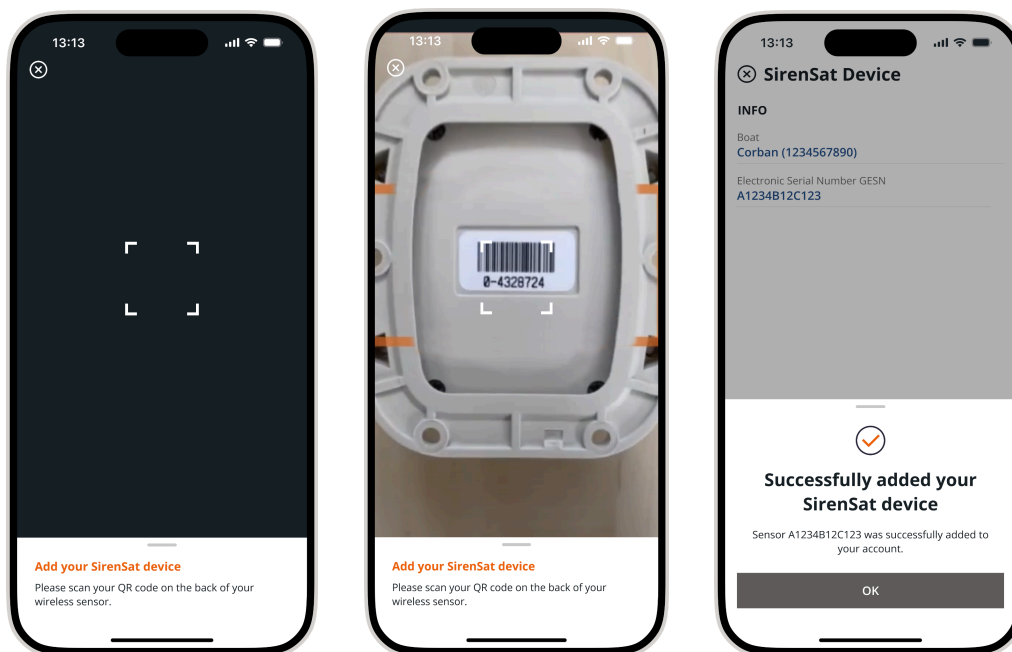 13:13
Add your SirenSat device
Please scan your QR code on the back of your
wireless sensor.
13:13
0-4328724
Add your SirenSat device
Please scan your QR code on the back of your
wireless sensor.
13:13
SirenSat Device
INFO
Boat
Corban (1234567890)
Electronic Serial Number GESN
A1234B12C123
Successfully added your
SirenSat device
Sensor A1234B12C123 was successfully added to
your account.
OK